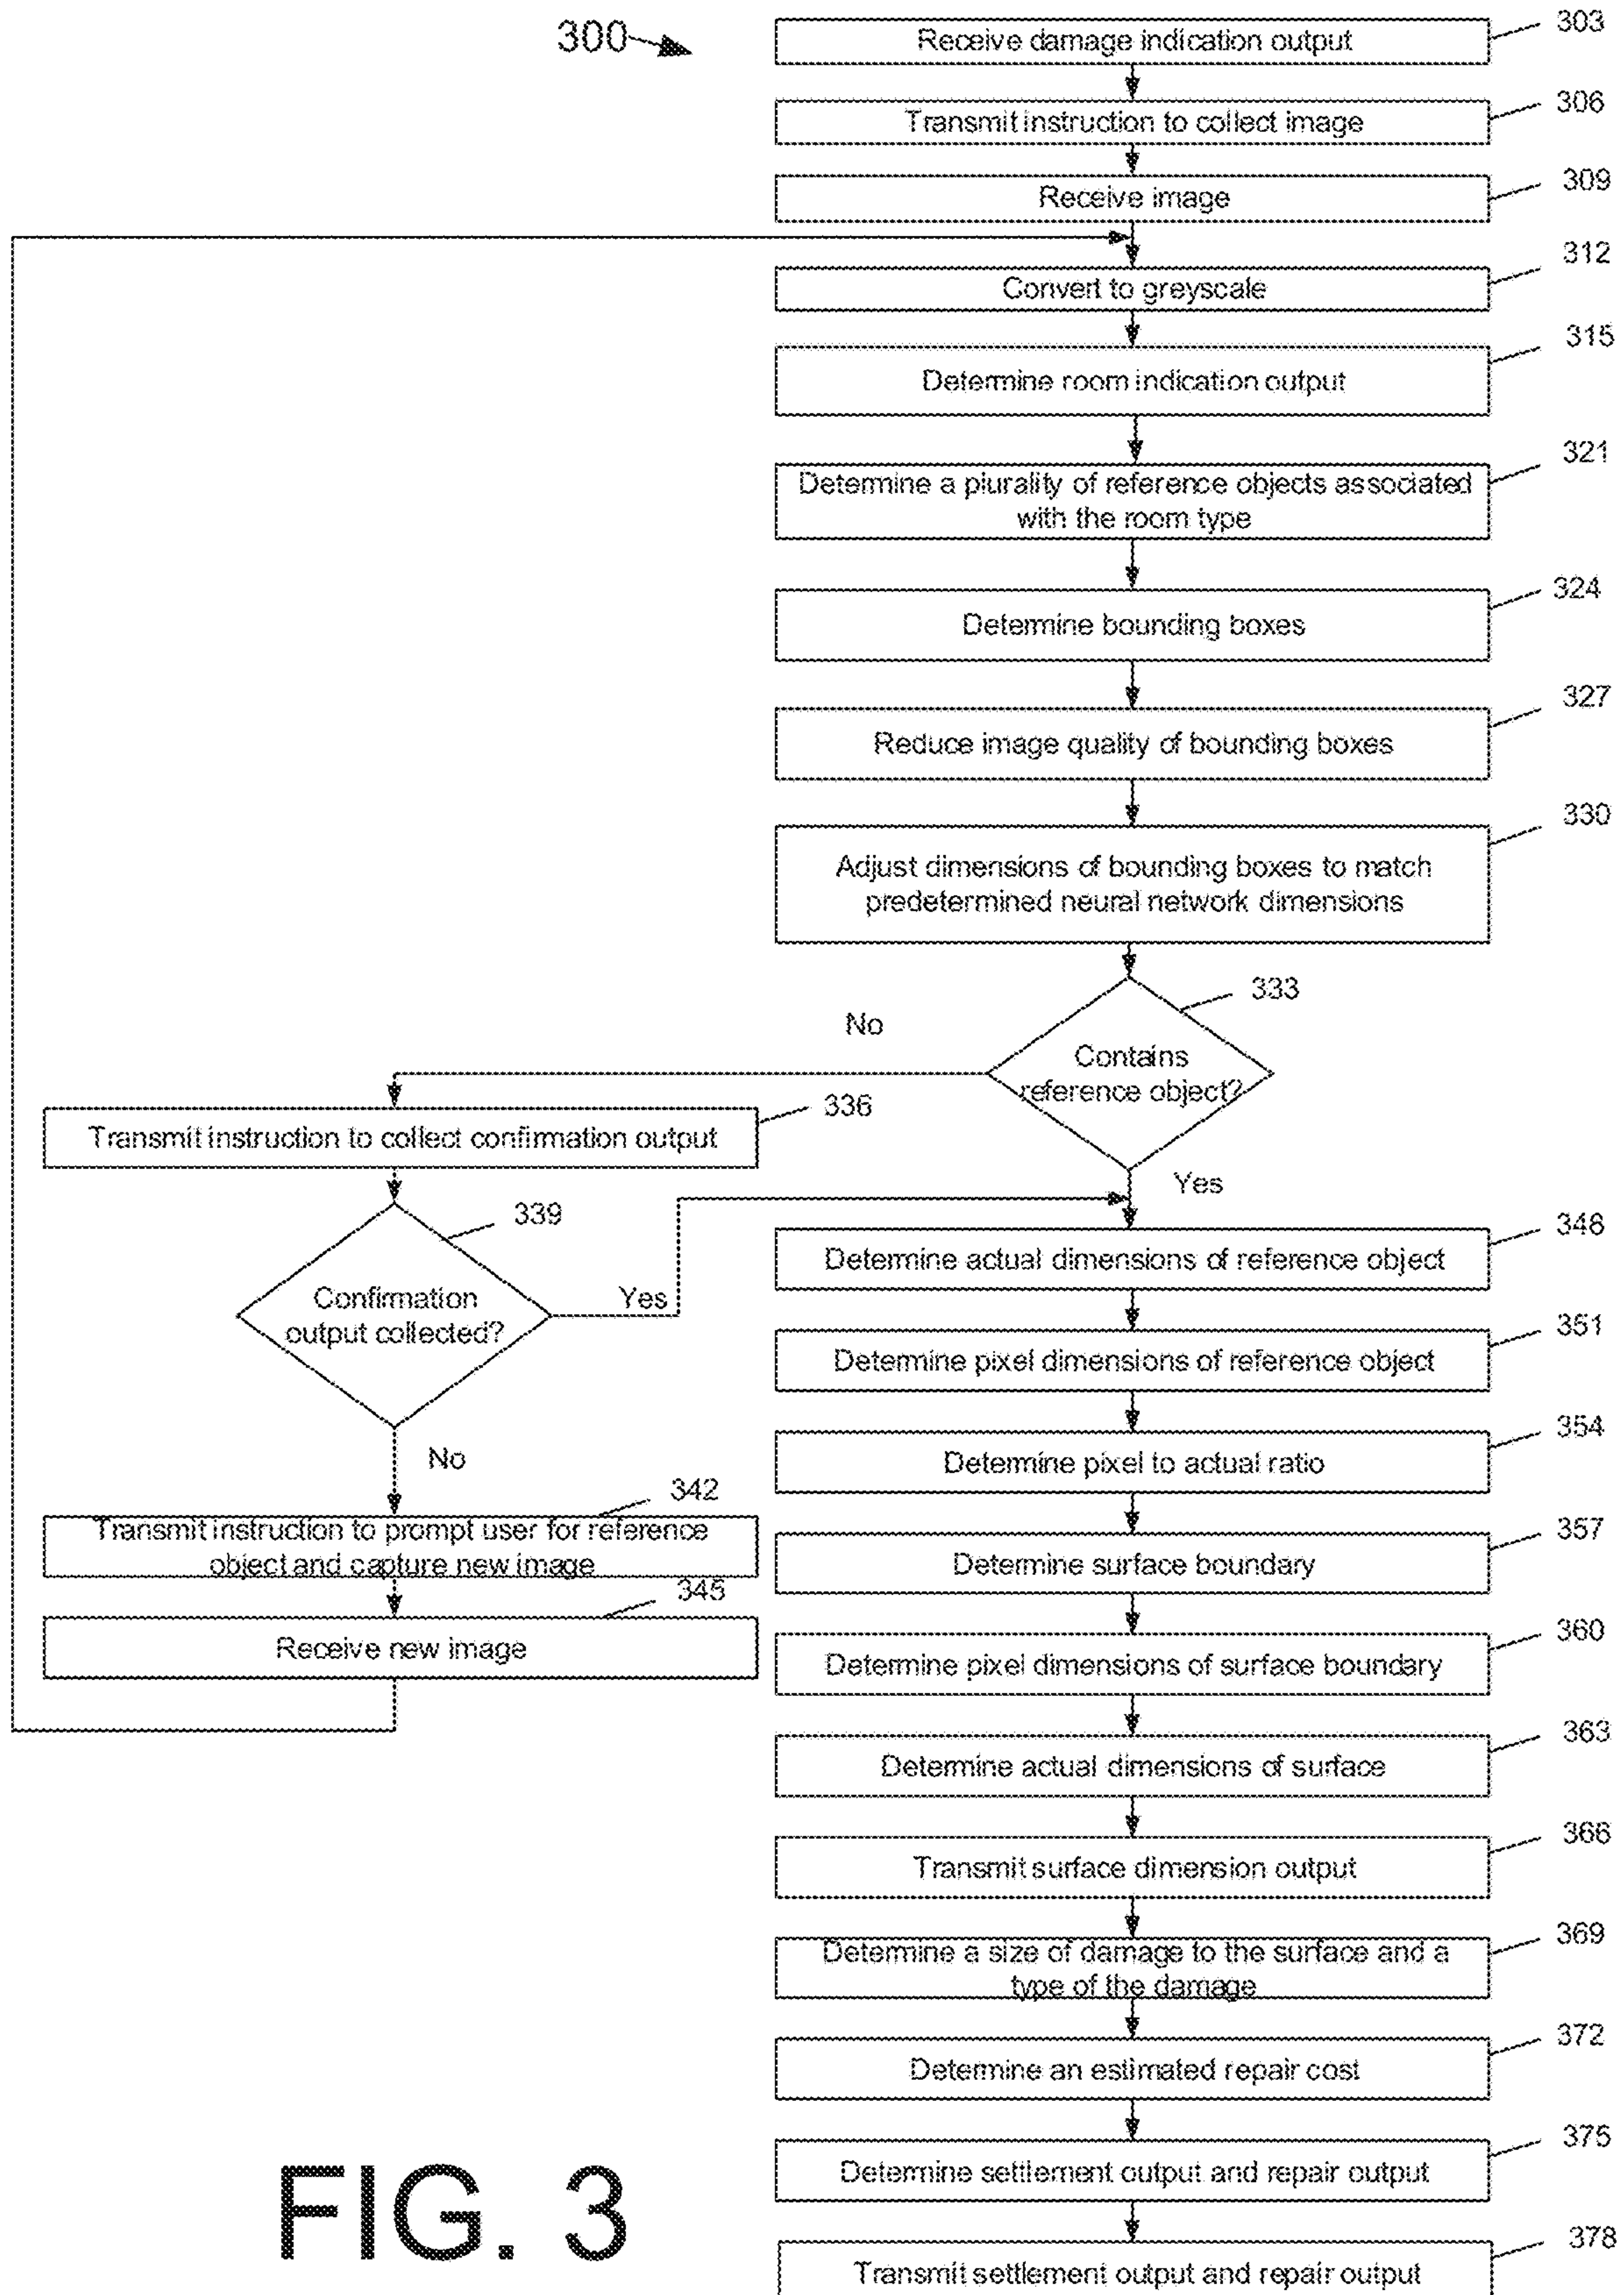 300
Receive damage indication output
303
Transmit instruction to collect image
306
Receive image
309
Convert to greyscale
312
Determine room indication output
315
Determine a plurality of reference objects associated
with the room type
321
Determine bounding boxes
324
Reduce image quality of bounding boxes
327
Adjust dimensions of bounding boxes to match
predetermined neural network dimensions
330
Contains
reference object?
333
No
Yes
Transmit instruction to collect confirmation output
336
Confirmation
output collected?
339
Yes
No
Transmit instruction to prompt user for reference
object and capture new image
342
Receive new image
345
Determine actual dimensions of reference object
348
Determine pixel dimensions of reference object
351
Determine pixel to actual ratio
354
Determine surface boundary
357
Determine pixel dimensions of surface boundary
360
Determine actual dimensions of surface
363
Transmit surface dimension output
366
Determine a size of damage to the surface and a
type of the damage
369
Determine an estimated repair cost
372
Determine settlement output and repair output
375
Transmit settlement output and repair output
378
FIG. 3